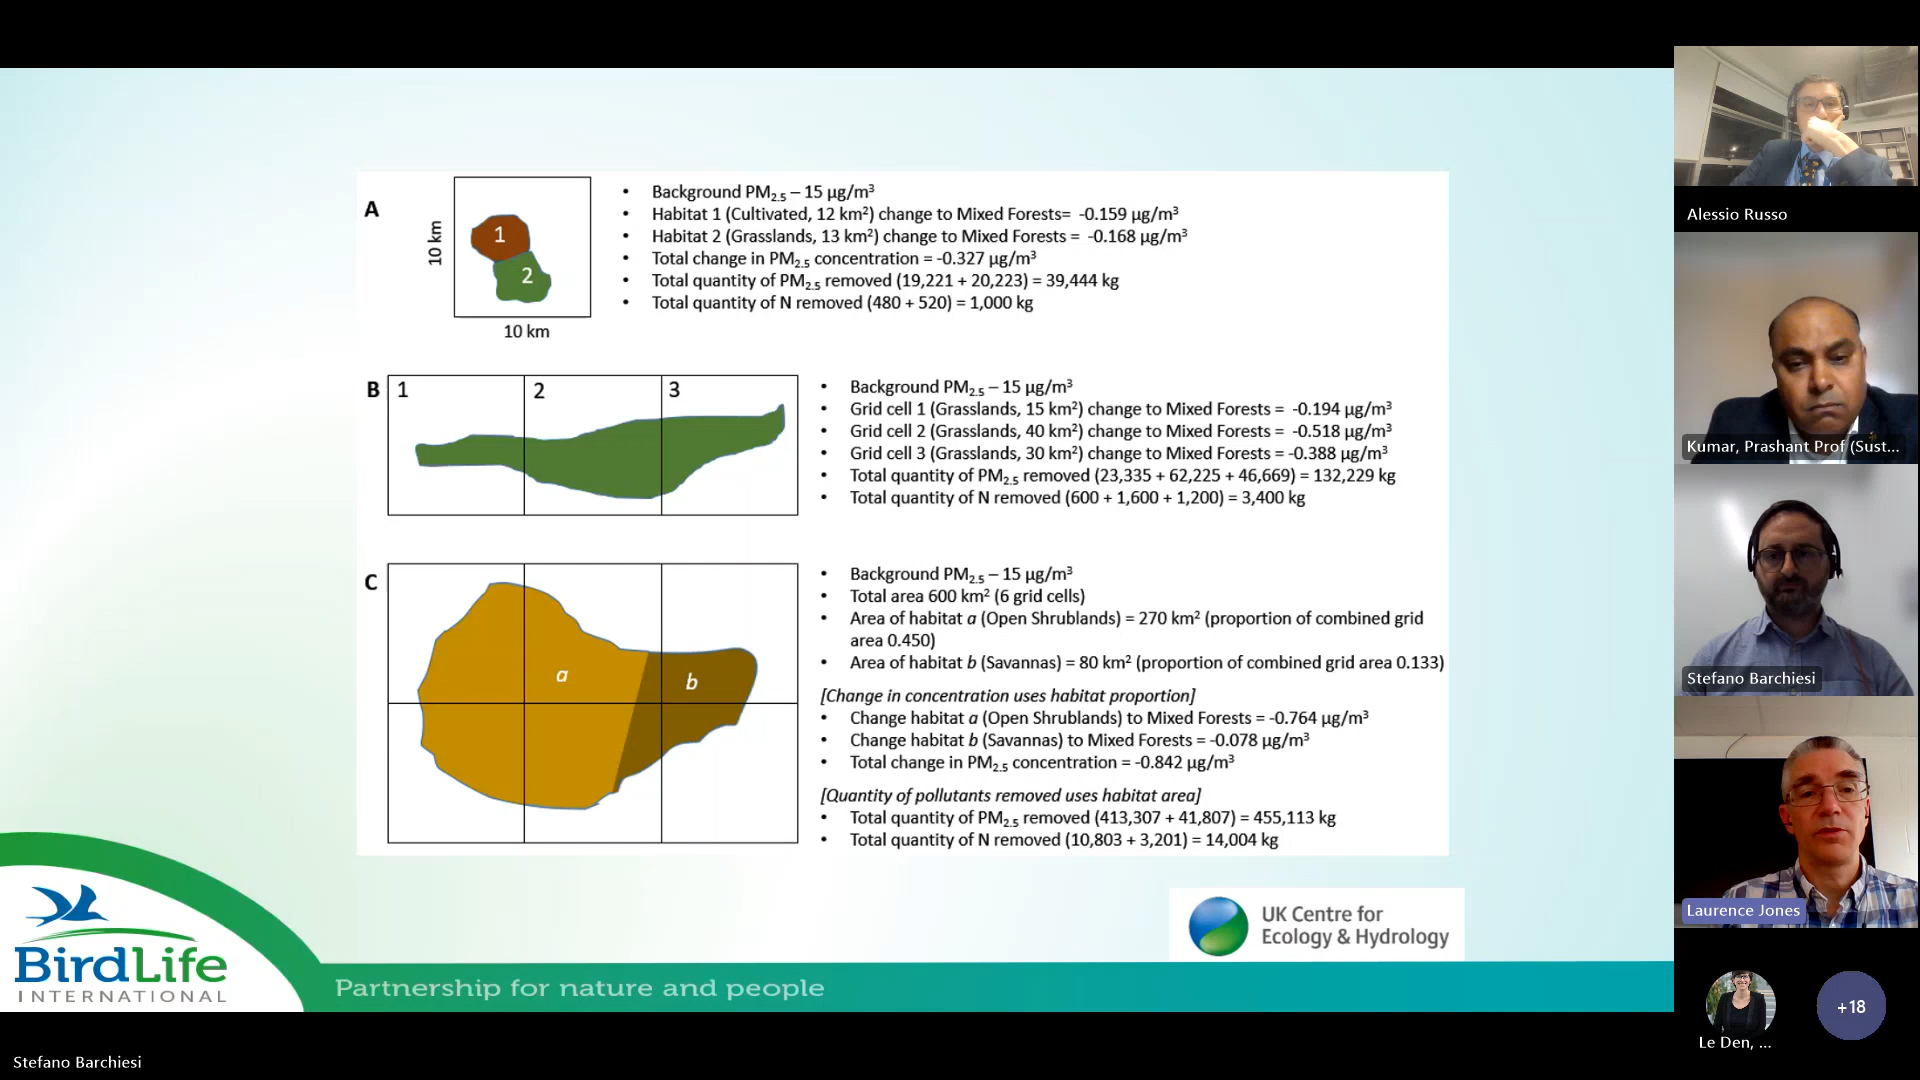 A
10 km
1
2
10 km
• Background PM2.5 – 15 µg/m³
• Habitat 1 (Cultivated, 12 km²) change to Mixed Forests= -0.159 µg/m³
• Habitat 2 (Grasslands, 13 km²) change to Mixed Forests = -0.168 µg/m³
• Total change in PM2.5 concentration = -0.327 µg/m³
• Total quantity of PM2.5 removed (19,221 + 20,223) = 39,444 kg
• Total quantity of N removed (480 + 520) = 1,000 kg
B
1
2
3
• Background PM2.5 – 15 µg/m³
• Grid cell 1 (Grasslands, 15 km²) change to Mixed Forests = -0.194 µg/m³
• Grid cell 2 (Grasslands, 40 km²) change to Mixed Forests = -0.518 µg/m³
• Grid cell 3 (Grasslands, 30 km²) change to Mixed Forests = -0.388 µg/m³
• Total quantity of PM2.5 removed (23,335 + 62,225 + 46,669) = 132,229 kg
• Total quantity of N removed (600 + 1,600 + 1,200) = 3,400 kg
C
a
b
• Background PM2.5 – 15 µg/m³
• Total area 600 km² (6 grid cells)
• Area of habitat a (Open Shrublands) = 270 km² (proportion of combined grid
area 0.450)
• Area of habitat b (Savannas) = 80 km² (proportion of combined grid area 0.133)
[Change in concentration uses habitat proportion]
• Change habitat a (Open Shrublands) to Mixed Forests = -0.764 µg/m³
• Change habitat b (Savannas) to Mixed Forests = -0.078 µg/m³
• Total change in PM2.5 concentration = -0.842 µg/m³
[Quantity of pollutants removed uses habitat area]
• Total quantity of PM2.5 removed (413,307 + 41,807) = 455,113 kg
• Total quantity of N removed (10,803 + 3,201) = 14,004 kg
UK Centre for
Ecology & Hydrology
BirdLife
INTERNATIONAL
Partnership for nature and people
Stefano Barchiesi
Alessio Russo
Kumar, Prashant Prof (Sust...
Stefano Barchiesi
Laurence Jones
Le Den, ...
+18